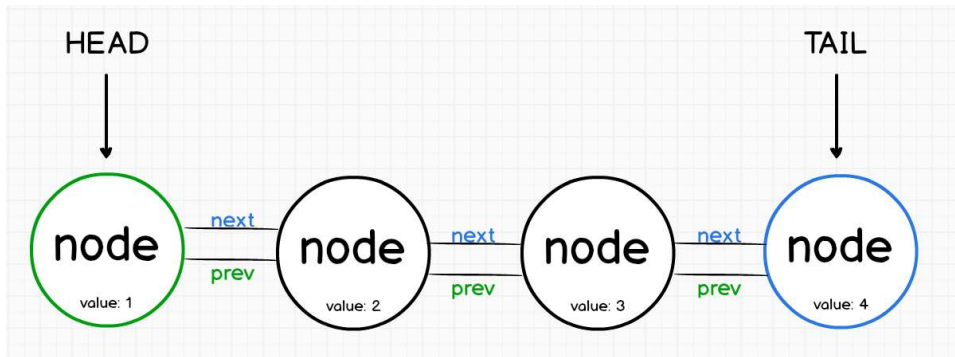 HEAD
TAIL
node
value: 1
next
prev
node
value: 2
next
prev
node
value: 3
next
prev
node
value: 4